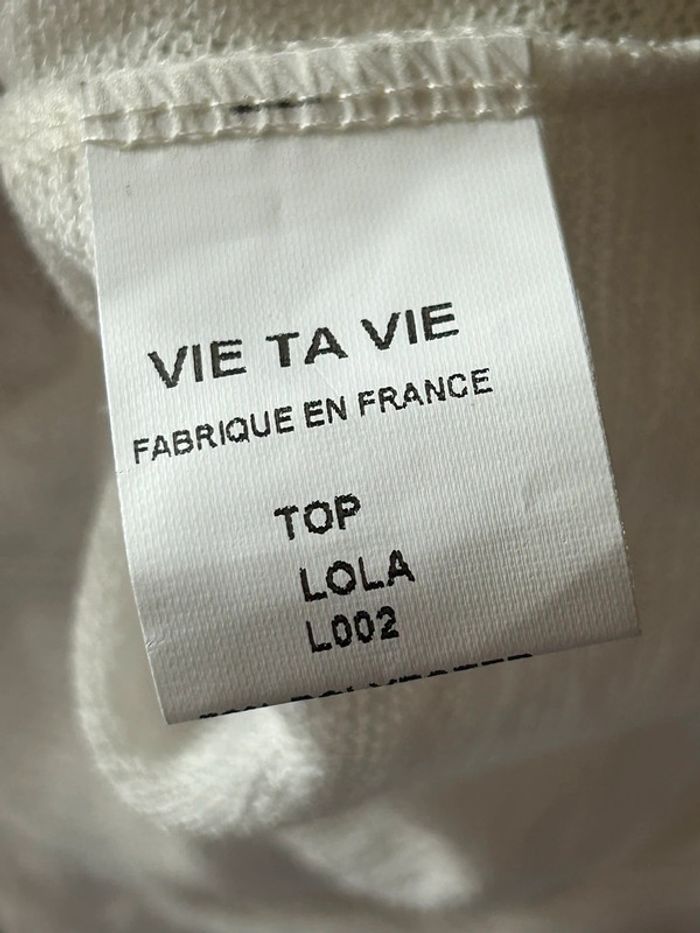 VIE TA VIE
FABRIQUE EN FRANCE
TOP
LOLA
L002